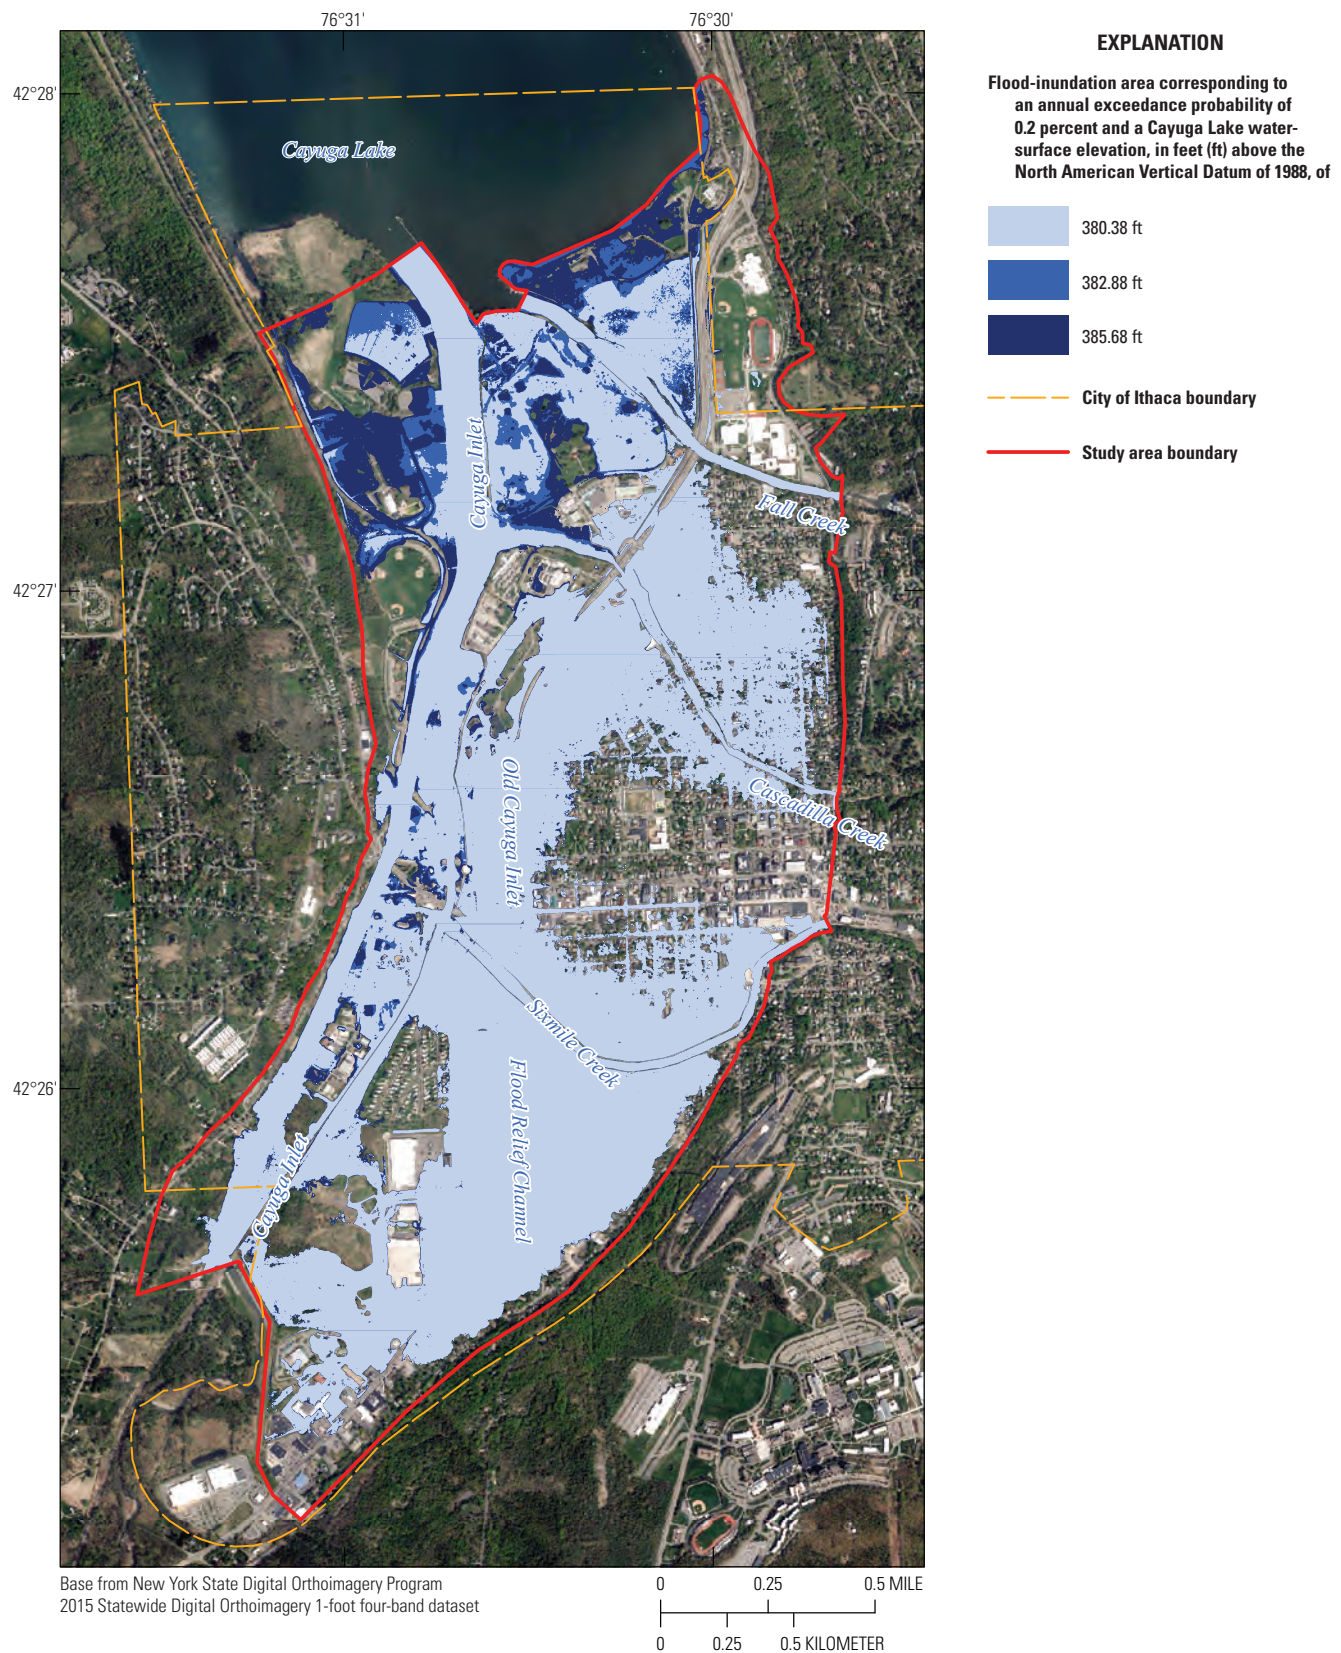 76°31'
76°30'
42°28'
42°27'
42°26'
Cayuga Lake
Cayuga Inlet
Fall Creek
Old Cayuga Inlet
Cascadilla Creek
Sixmile Creek
Flood Relief Channel
Cayuga Inlet
EXPLANATION
Flood-inundation area corresponding to
an annual exceedance probability of
0.2 percent and a Cayuga Lake water-
surface elevation, in feet (ft) above the
North American Vertical Datum of 1988, of
380.38 ft
382.88 ft
385.68 ft
City of Ithaca boundary
Study area boundary
Base from New York State Digital Orthoimagery Program
2015 Statewide Digital Orthoimagery 1-foot four-band dataset
0 0.25 0.5 MILE
0 0.25 0.5 KILOMETER